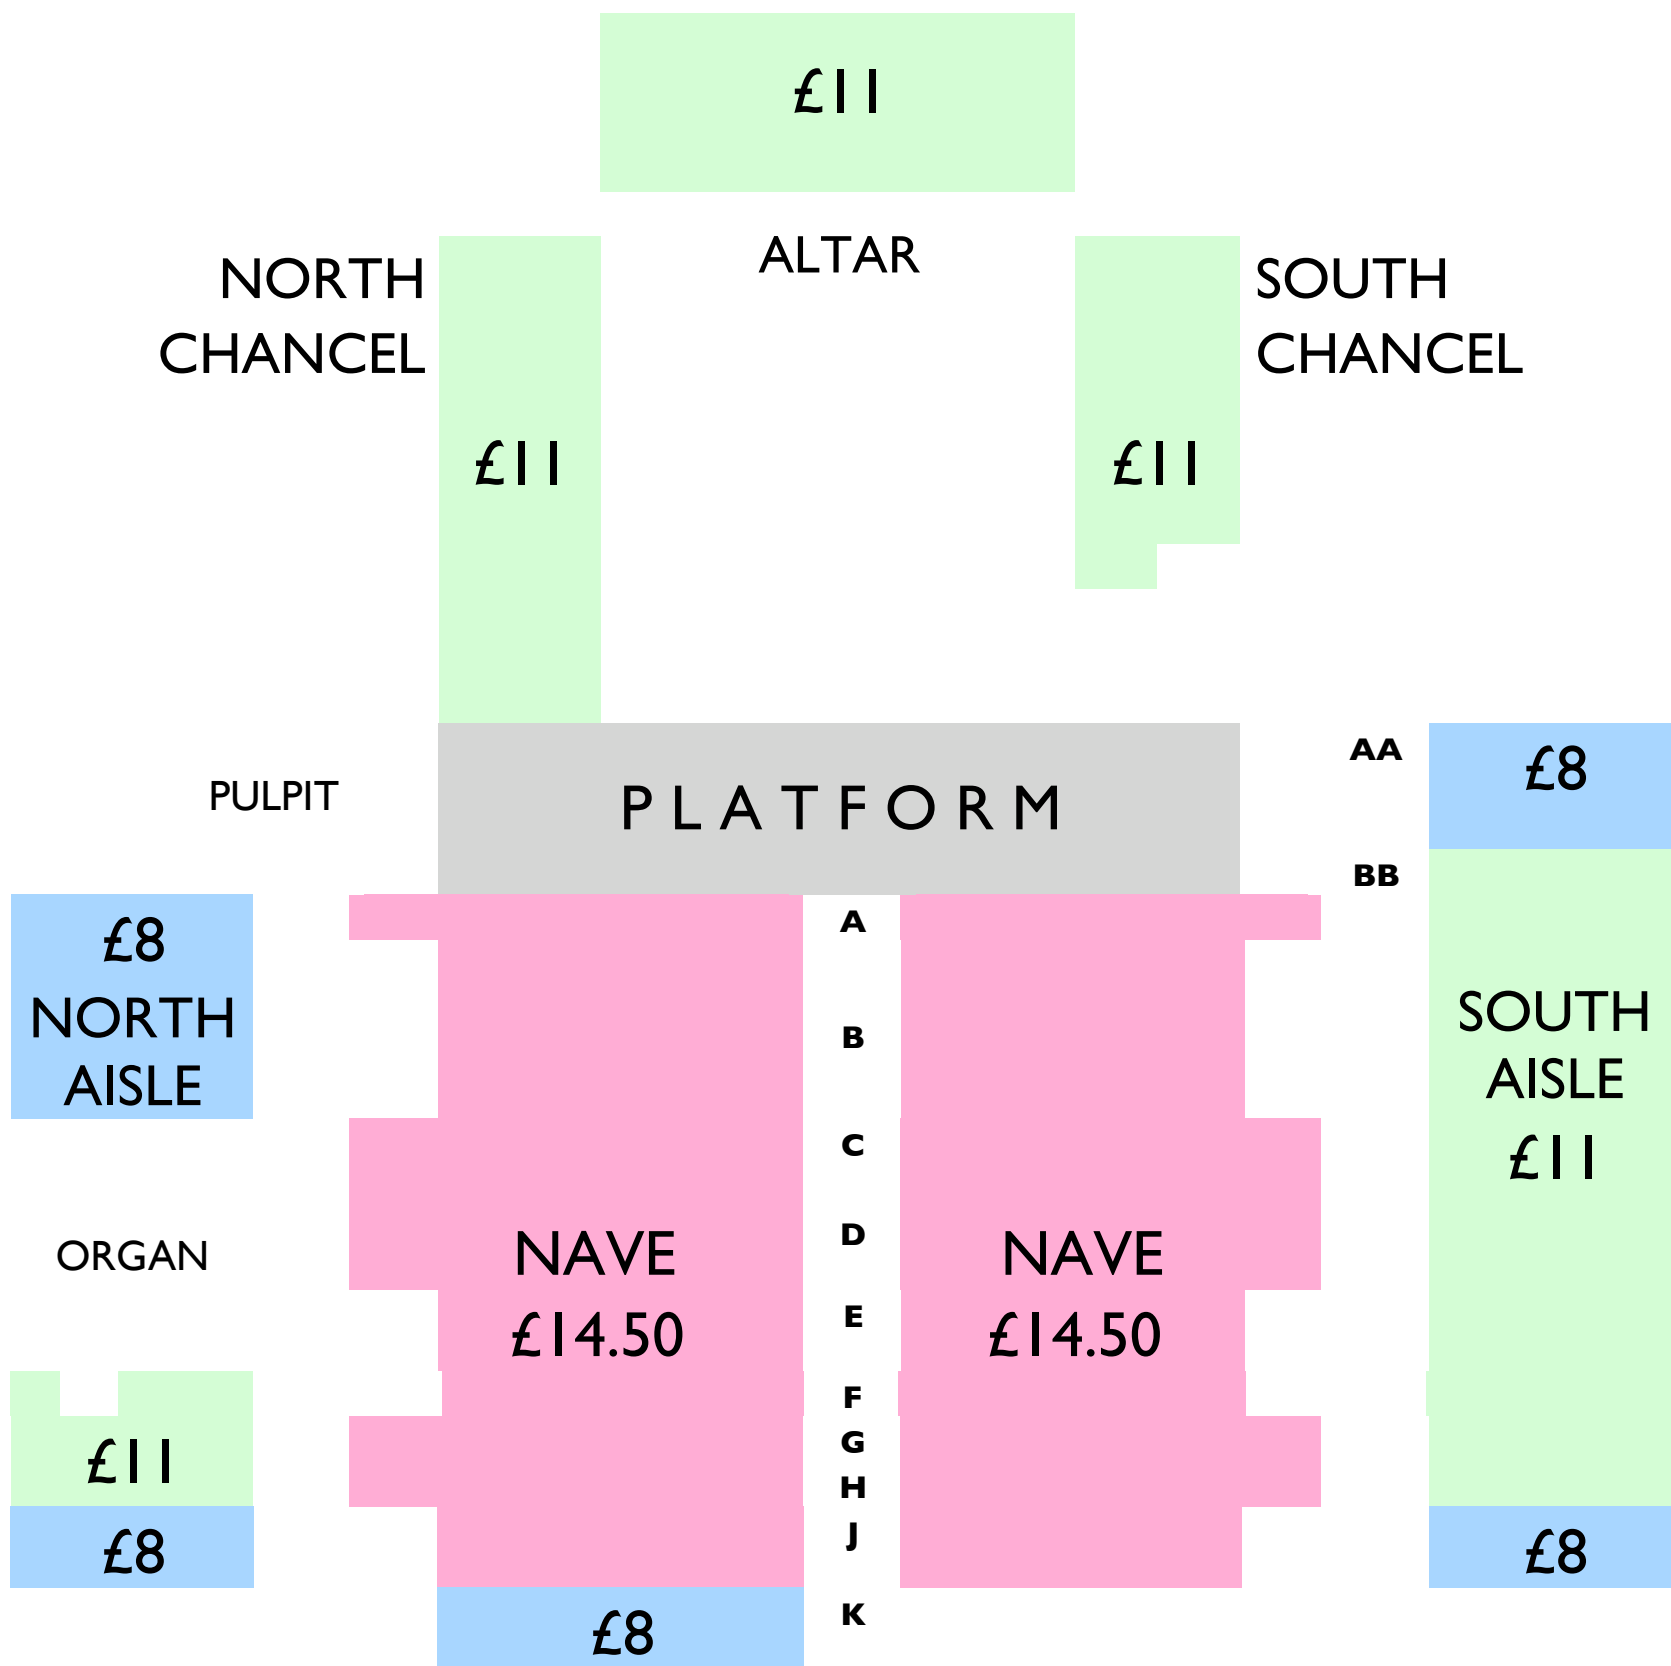 £11
ALTAR
NORTH
CHANCEL
SOUTH
CHANCEL
£11
£11
PULPIT
PLATFORM
AA
£8
BB
£8
NORTH
AISLE
A
B
C
D
E
F
G
H
J
K
SOUTH
AISLE
£11
ORGAN
NAVE
£14.50
NAVE
£14.50
£11
£8
£8
£8